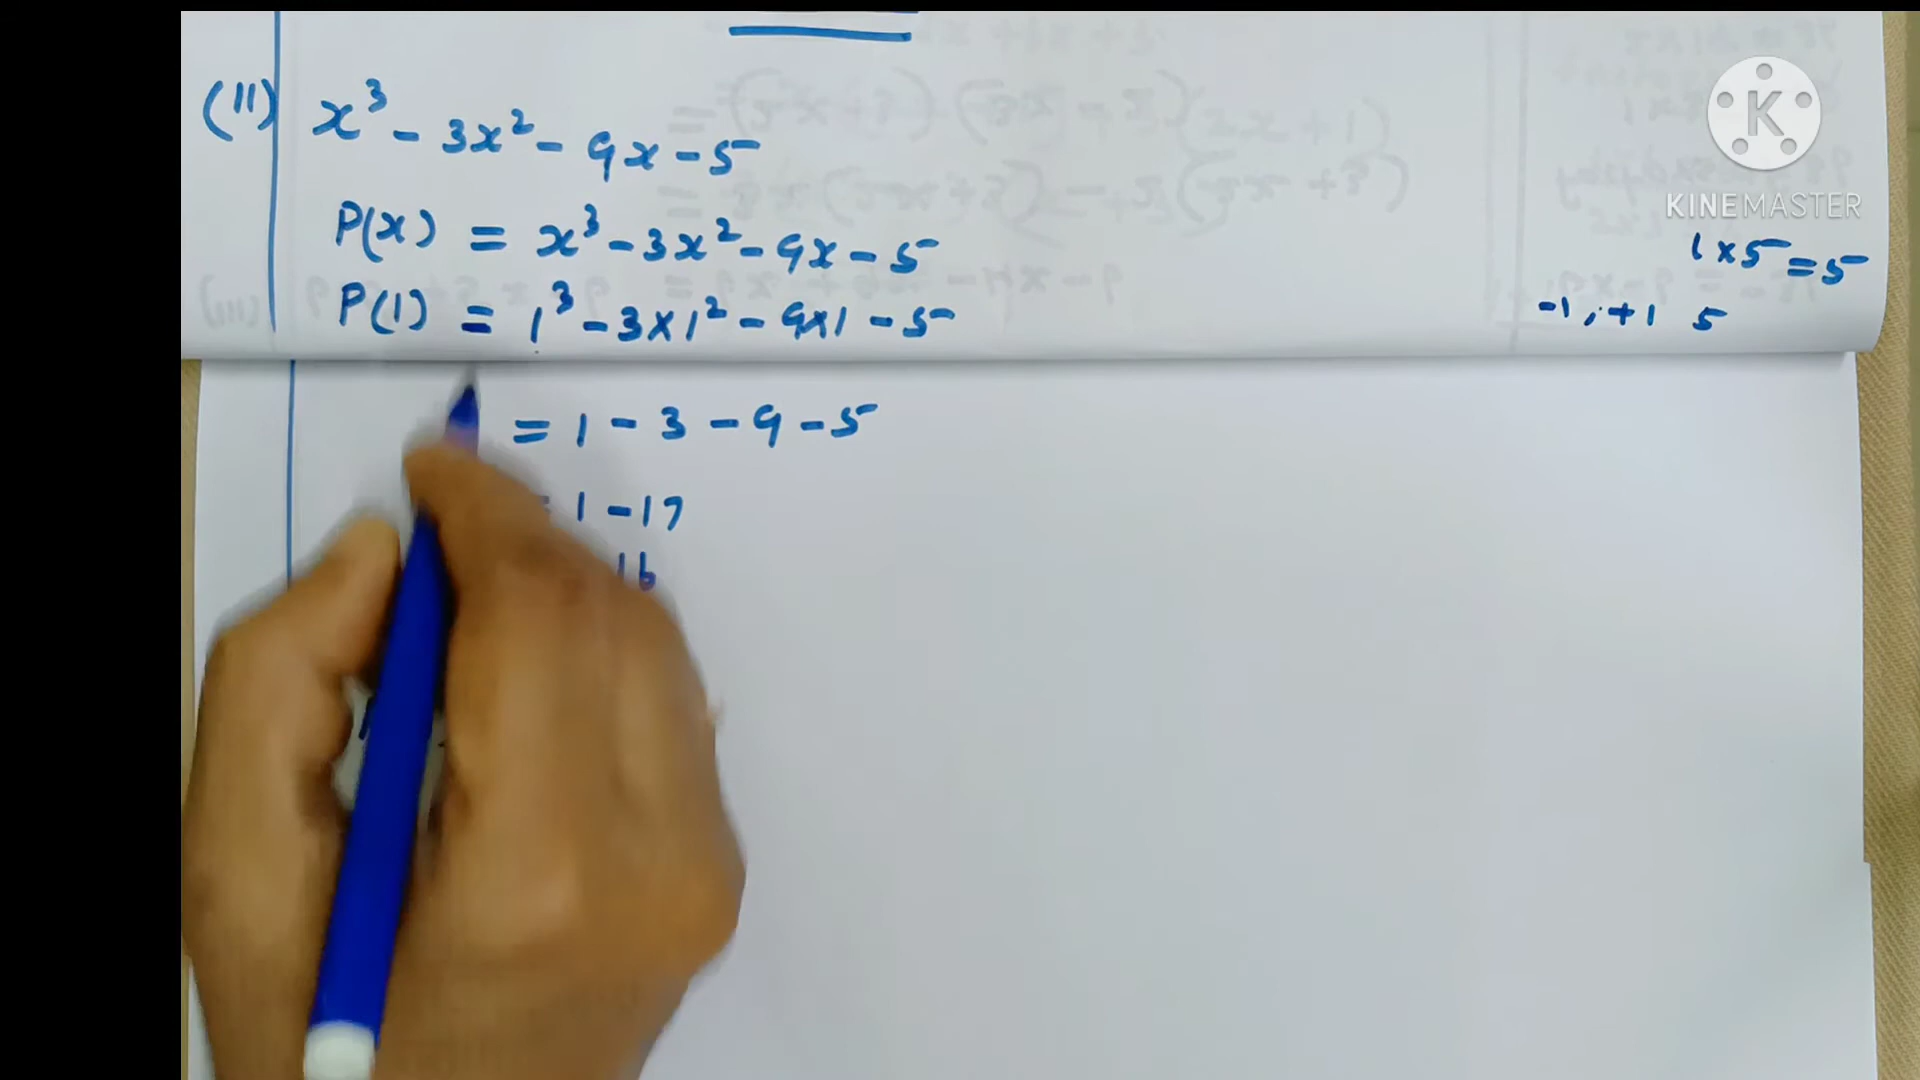 (11) x³ - 3x² - 9x - 5
P(x) = x³ - 3x² - 9x - 5
P(1) = 1³ - 3×1² - 9×1 - 5
= 1 - 3 - 9 - 5
= 1 - 17
16
KINEMASTER
1 × 5 = 5
-1, +1 5